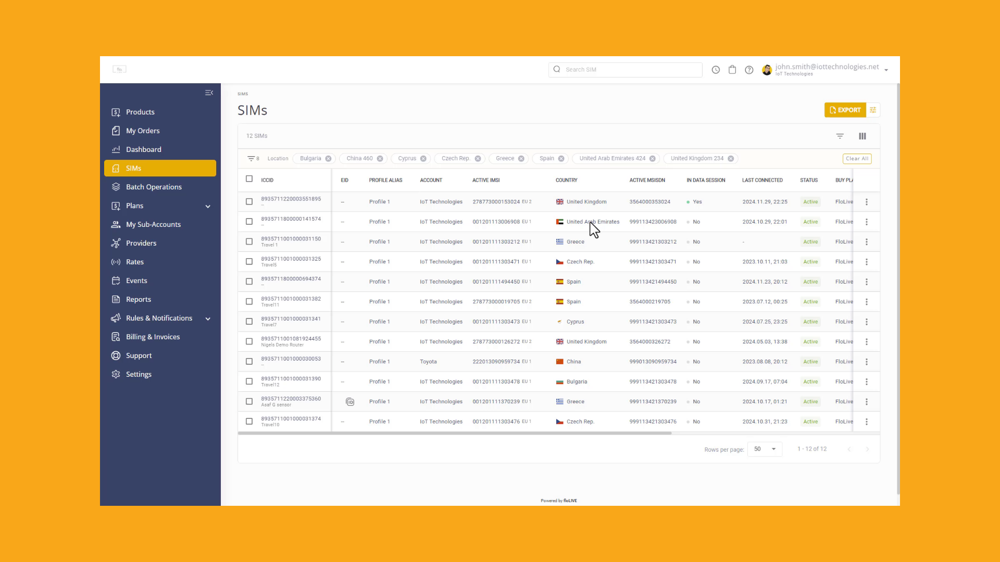 flo
Search SIM
john.smith@iottechnologies.net
IoT Technologies
Products
My Orders
Dashboard
SIMs
Batch Operations
Plans
My Sub-Accounts
Providers
Rates
Events
Reports
Rules & Notifications
Billing & Invoices
Support
Settings
SIMS
SIMs
EXPORT
12 SIMs
8 Location Bulgaria China 460 Cyprus Czech Rep. Greece Spain United Arab Emirates 424 United Kingdom 234 Clear All
ICCID EID PROFILE ALIAS ACCOUNT ACTIVE IMSI COUNTRY ACTIVE MSISDN IN DATA SESSION LAST CONNECTED STATUS BUY PL
8935711220003551895 -- Profile 1 IoT Technologies 278773000153024 EU 2 United Kingdom 3564000353024 Yes 2024.11.29, 22:25 Active FloLive
--
8935711800000141574 -- Profile 1 IoT Technologies 001201113006908 EU 1 United Arab Emirates 999113423006908 No 2024.10.29, 22:01 Active FloLive
--
8935711001000031150 -- Profile 1 IoT Technologies 001201111303212 EU 1 Greece 999113421303212 No - Active FloLive
Travel 1
8935711001000031325 -- Profile 1 IoT Technologies 001201111303471 EU 1 Czech Rep. 999113421303471 No 2023.10.11, 21:03 Active FloLive
Travel5
8935711800000694374 -- Profile 1 IoT Technologies 001201111494450 EU 1 Spain 999113421494450 No 2024.11.23, 20:12 Active FloLive
--
8935711001000031382 -- Profile 1 IoT Technologies 278773000019705 EU 2 Spain 3564000219705 No 2023.07.12, 00:25 Active FloLive
Travel11
8935711001000031341 -- Profile 1 IoT Technologies 001201111303473 EU 1 Cyprus 999113421303473 No 2024.07.25, 23:25 Active FloLive
Travel7
8935711001081924455 -- Profile 1 IoT Technologies 278773000126272 EU 2 United Kingdom 3564000326272 No 2024.05.03, 13:38 Active FloLive
Nigels Demo Router
8935711001000030053 -- Profile 1 Toyota 222013090959734 EU 1 China 999013090959734 No 2023.08.08, 20:12 Active FloLive
--
8935711001000031390 -- Profile 1 IoT Technologies 001201111303478 EU 1 Bulgaria 999113421303478 No 2024.09.17, 07:04 Active FloLive
Travel12
8935711220003375360 ID Profile 1 IoT Technologies 001201111370239 EU 1 Greece 999113421370239 No 2024.10.17, 01:21 Active FloLive
Asaf G sensor
8935711001000031374 -- Profile 1 IoT Technologies 001201111303476 EU 1 Czech Rep. 999113421303476 No 2024.10.31, 21:23 Active FloLive
Travel10
Rows per page: 50 1 - 12 of 12
Powered by floLIVE